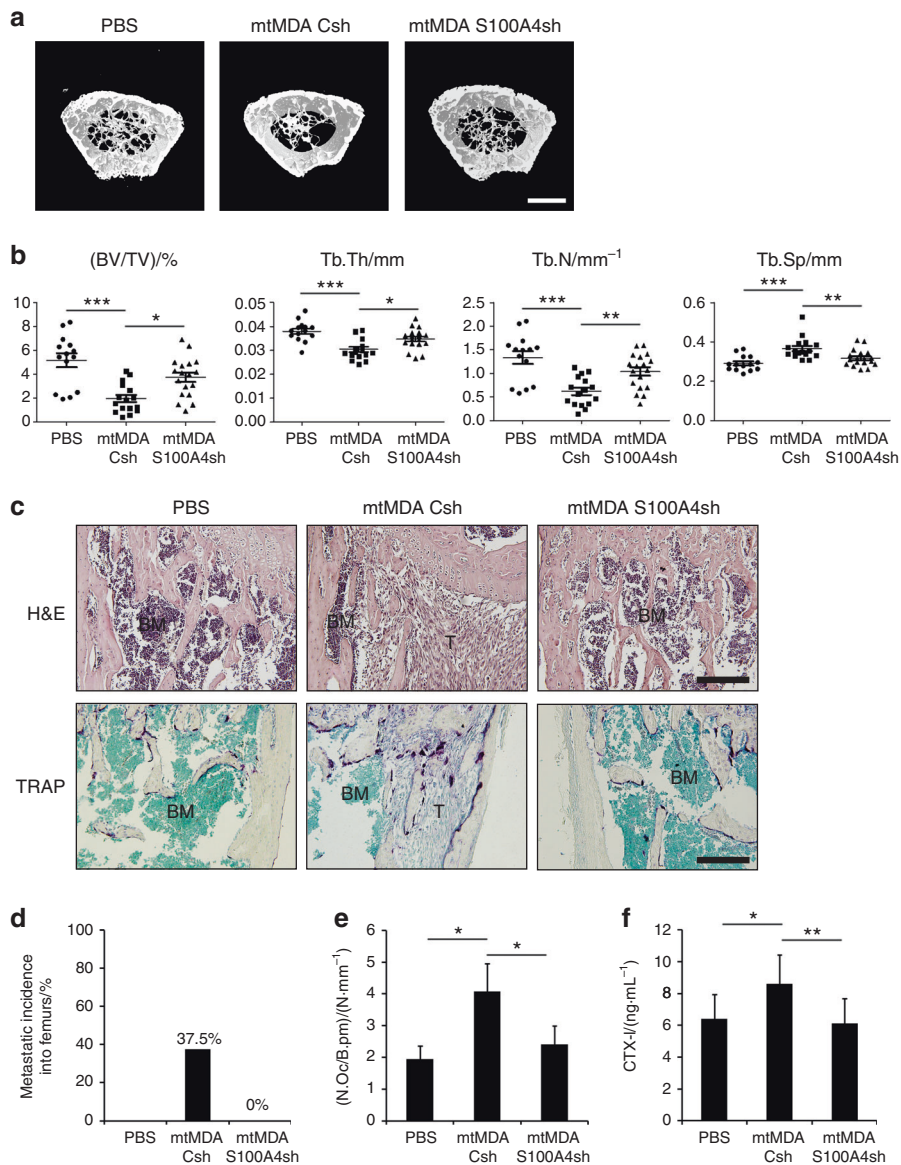 a
PBS
mtMDA Csh
mtMDA S100A4sh
b
(BV/TV)/%
10
8
6
4
2
0
***
*
PBS
mtMDA
Csh
mtMDA
S100A4sh
Tb.Th/mm
0.05
0.04
0.03
0.02
0.01
0.00
***
*
PBS
mtMDA
Csh
mtMDA
S100A4sh
Tb.N/mm⁻¹
2.5
2.0
1.5
1.0
0.5
0.0
***
**
PBS
mtMDA
Csh
mtMDA
S100A4sh
Tb.Sp/mm
0.8
0.6
0.4
0.2
0.0
***
**
PBS
mtMDA
Csh
mtMDA
S100A4sh
c
PBS
mtMDA Csh
mtMDA S100A4sh
H&E
BM
BM
T
BM
TRAP
BM
BM
T
BM
d
Metastatic incidence
into femurs/%
100
80
60
40
20
0
37.5%
0%
PBS
mtMDA
Csh
mtMDA
S100A4sh
e
(N.Oc/B.pm)/(N·mm⁻¹)
6
5
4
3
2
1
0
*
*
PBS
mtMDA
Csh
mtMDA
S100A4sh
f
CTX-I/(ng·mL⁻¹)
12
10
8
6
4
2
0
*
**
PBS
mtMDA
Csh
mtMDA
S100A4sh